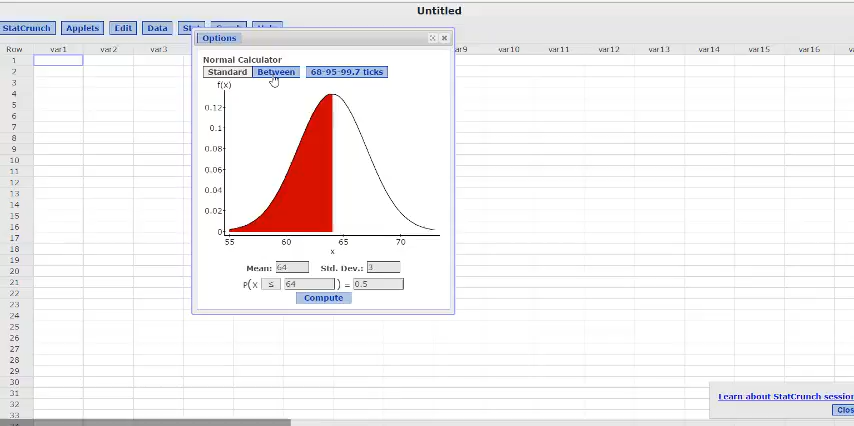 Untitled
StatCrunch Applets Edit Data
Options
Row var1 var2 var3 var10 var11 var12 var13 var14 var15 var16
Normal Calculator
Standard Between 68-95-99.7 ticks
f(x)
0.12
0.1
0.08
0.06
0.04
0.02
0
55 60 65 70
x
Mean: 64 Std. Dev.: 3
P(x ≤ 64) = 0.5
Compute
1
2
3
4
5
6
7
8
9
10
11
12
13
14
15
16
17
18
19
20
21
22
23
24
25
26
27
28
29
30
31
32
33
Learn about StatCrunch session
Clos